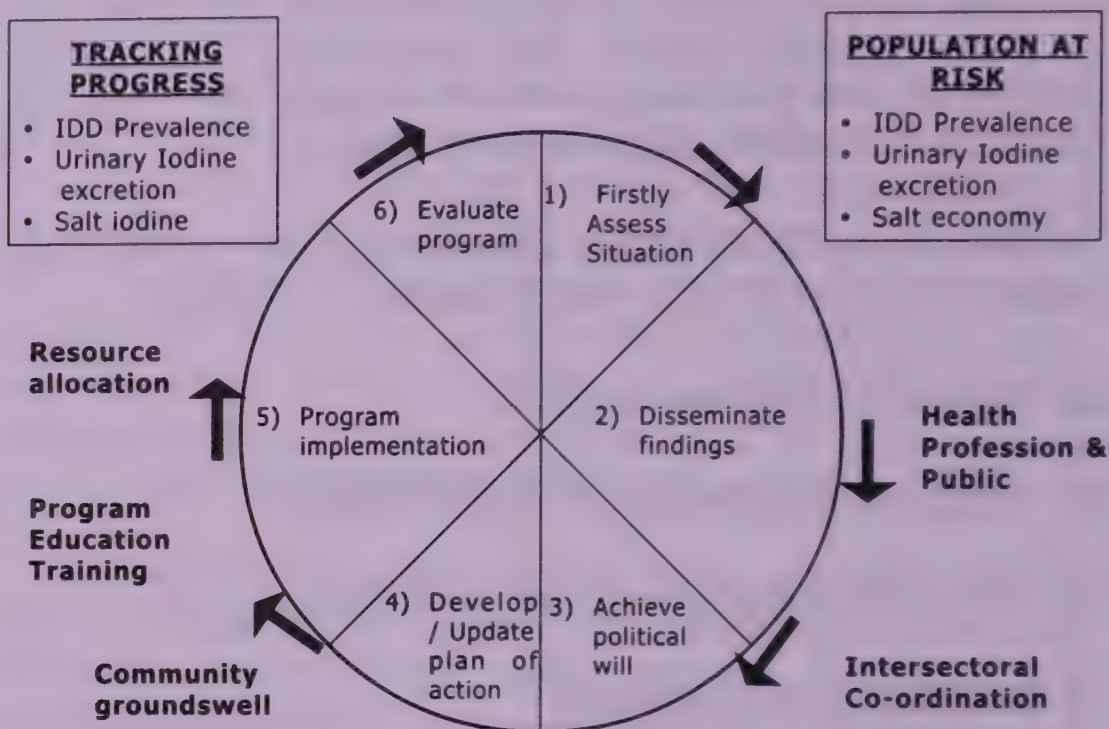 TRACKING
PROGRESS
• IDD Prevalence
• Urinary Iodine
excretion
• Salt iodine
POPULATION AT
RISK
• IDD Prevalence
• Urinary Iodine
excretion
• Salt economy
6) Evaluate
program
1) Firstly
Assess
Situation
Resource
allocation
5) Program
implementation
2) Disseminate
findings
Health
Profession &
Public
Program
Education
Training
4) Develop
/ Update
plan of
action
3) Achieve
political
will
Community
groundswell
Intersectoral
Co-ordination